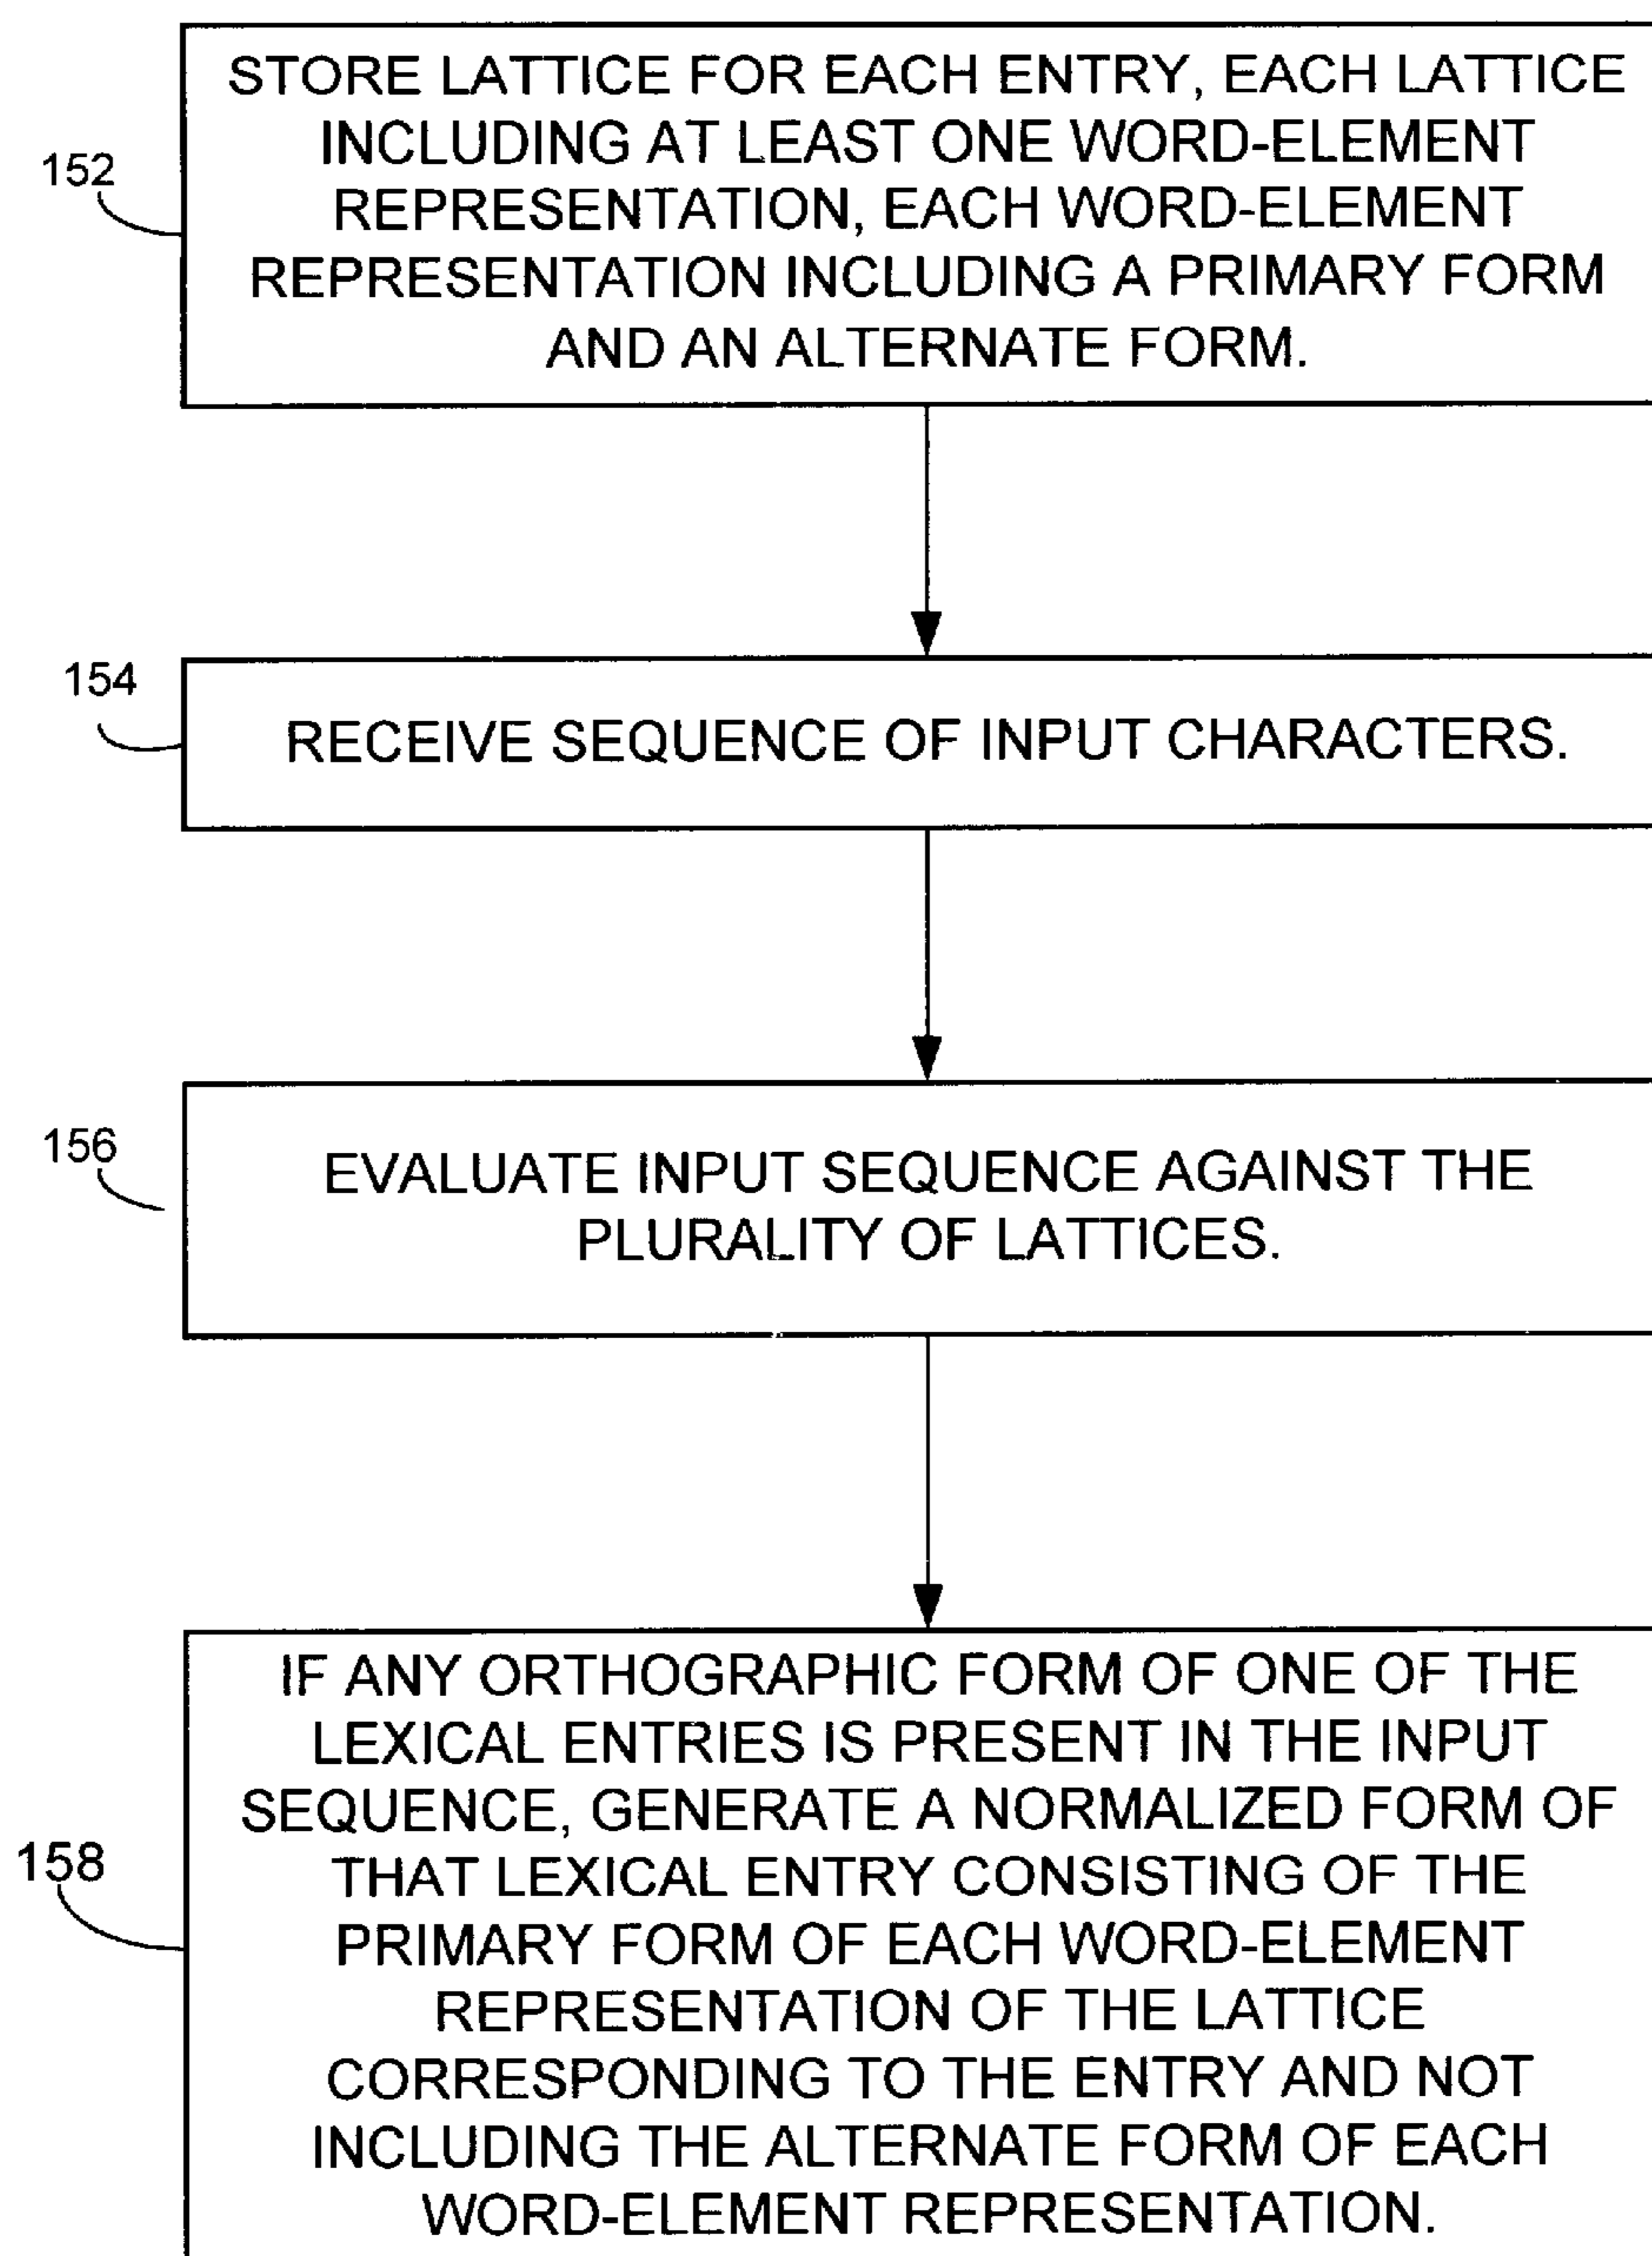 STORE LATTICE FOR EACH ENTRY, EACH LATTICE
INCLUDING AT LEAST ONE WORD-ELEMENT
REPRESENTATION, EACH WORD-ELEMENT
REPRESENTATION INCLUDING A PRIMARY FORM
AND AN ALTERNATE FORM.
152
154
RECEIVE SEQUENCE OF INPUT CHARACTERS.
156
EVALUATE INPUT SEQUENCE AGAINST THE
PLURALITY OF LATTICES.
IF ANY ORTHOGRAPHIC FORM OF ONE OF THE
LEXICAL ENTRIES IS PRESENT IN THE INPUT
SEQUENCE, GENERATE A NORMALIZED FORM OF
THAT LEXICAL ENTRY CONSISTING OF THE
158
PRIMARY FORM OF EACH WORD-ELEMENT
REPRESENTATION OF THE LATTICE
CORRESPONDING TO THE ENTRY AND NOT
INCLUDING THE ALTERNATE FORM OF EACH
WORD-ELEMENT REPRESENTATION.